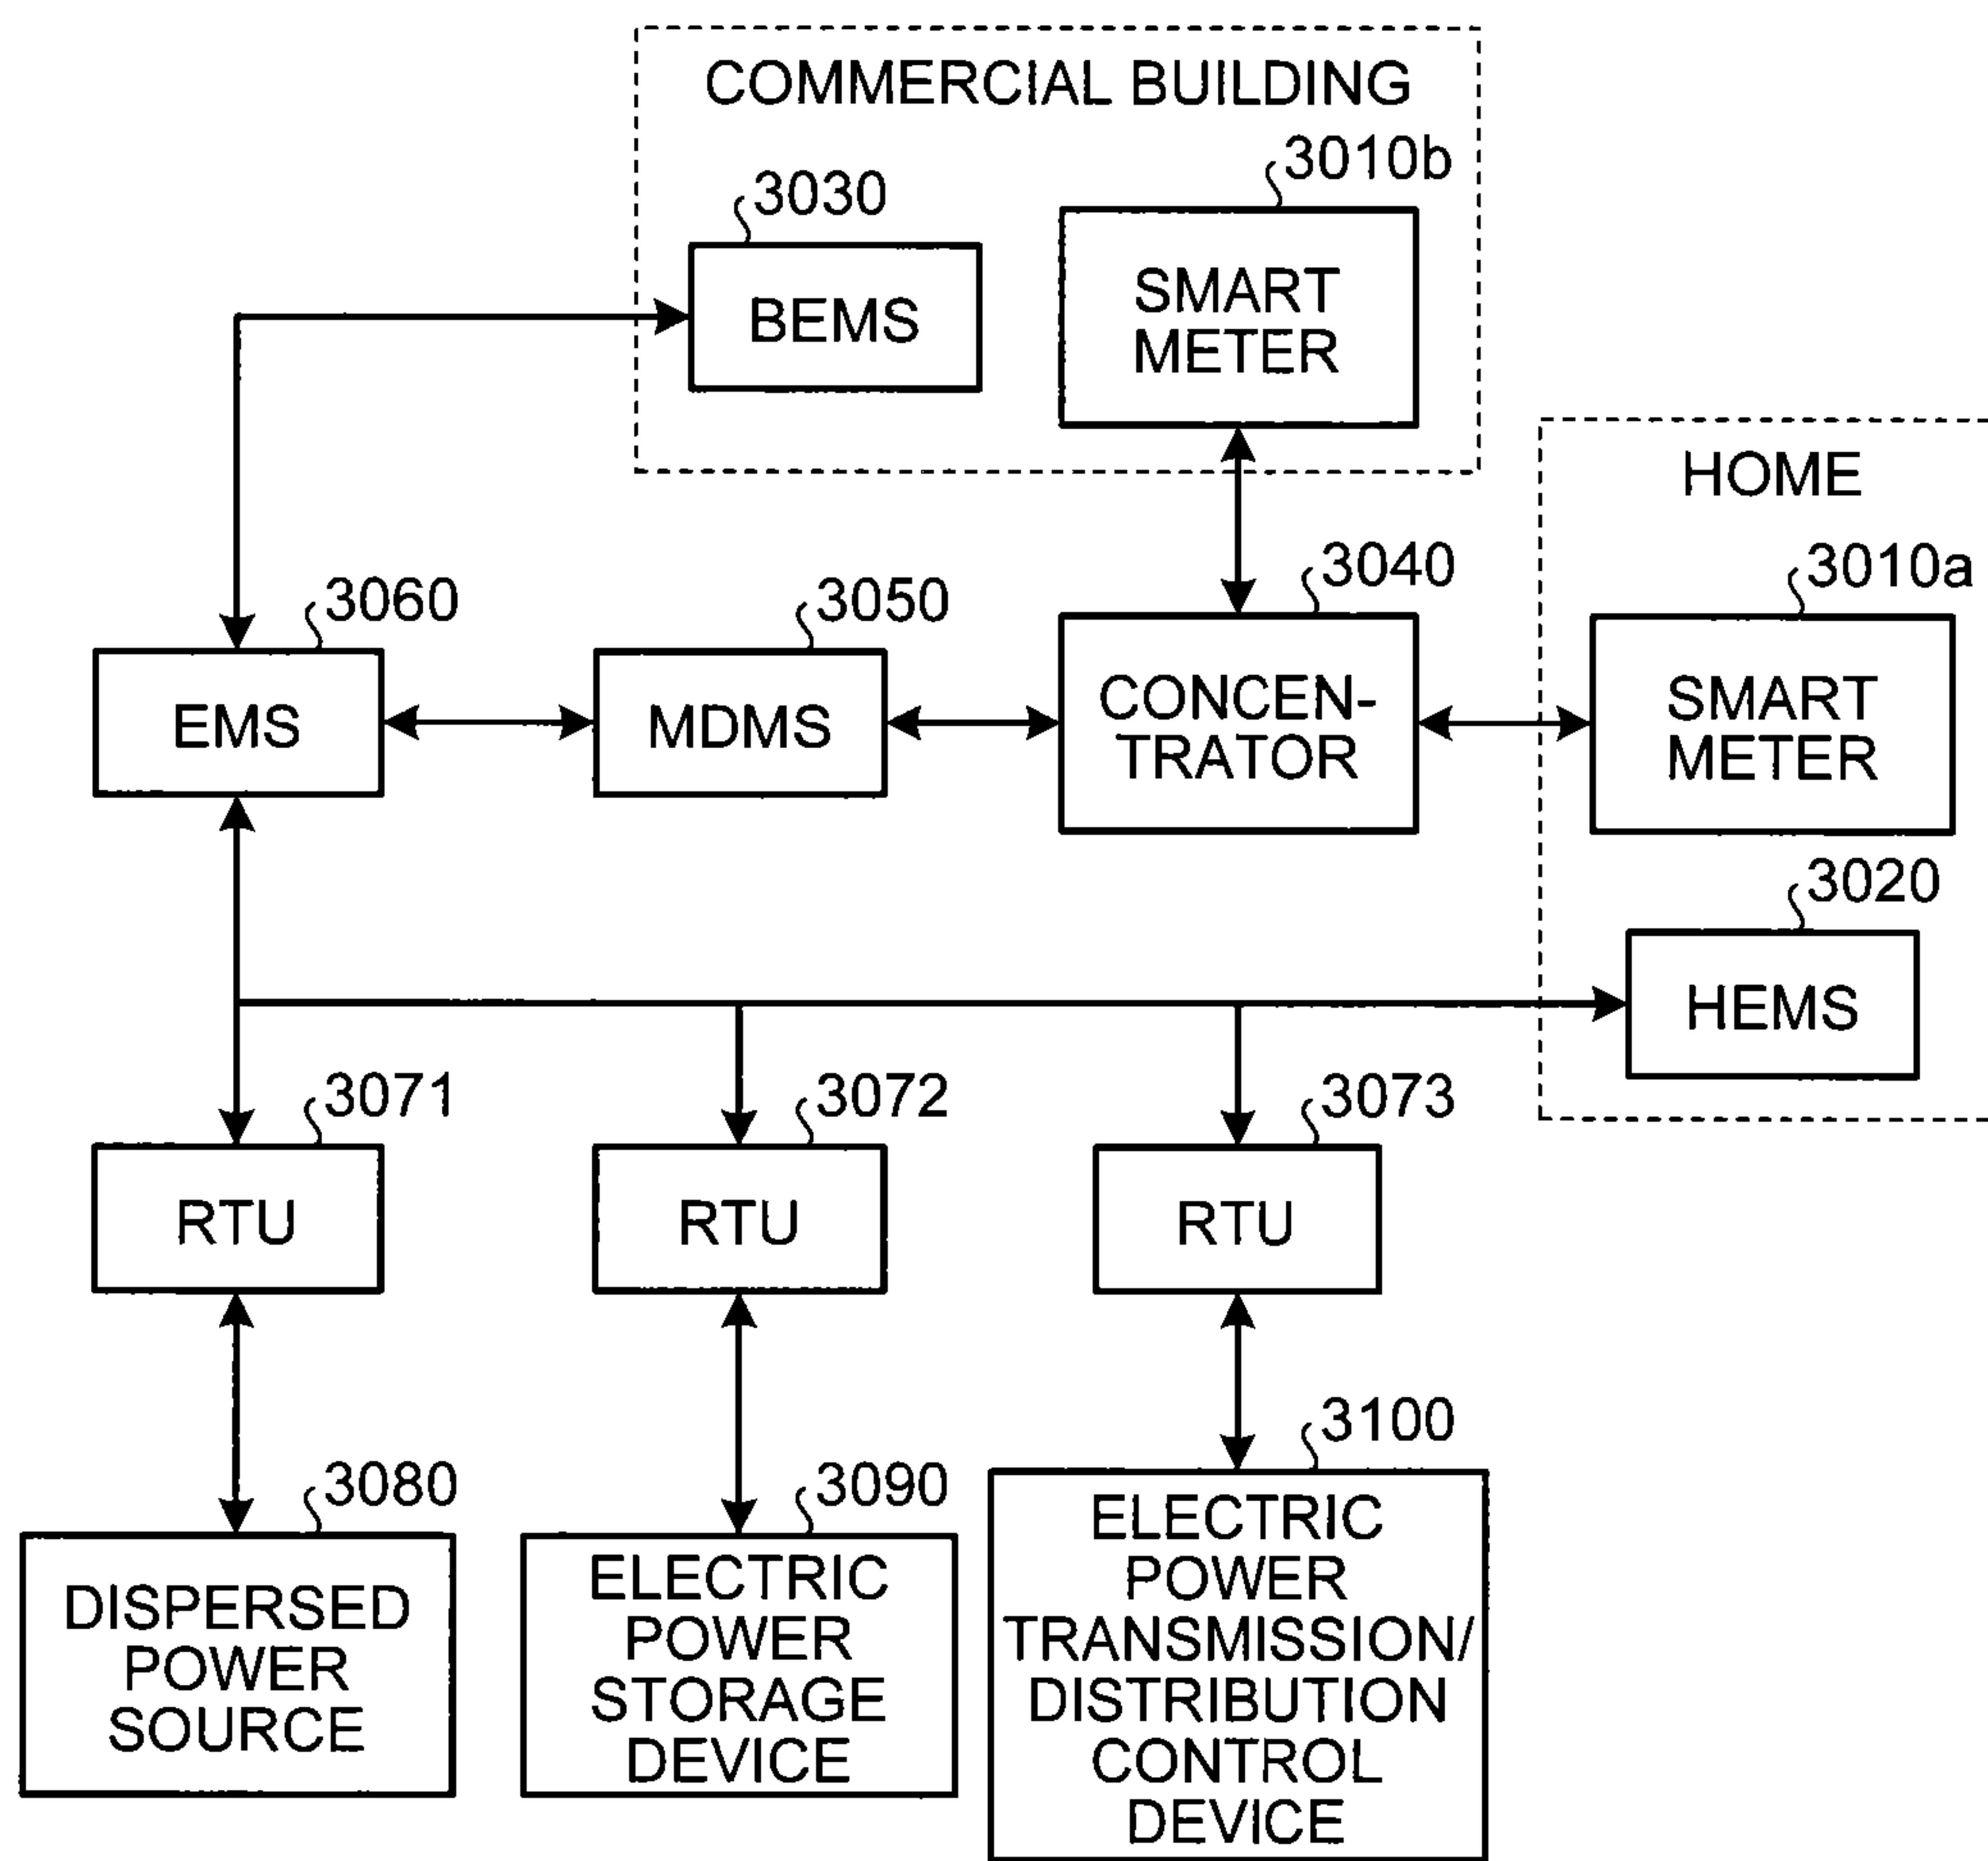 COMMERCIAL BUILDING
3010b
3030
SMART
METER
BEMS
HOME
3040
3010a
3060
3050
CONCEN-
TRATOR
SMART
METER
EMS
MDMS
3020
HEMS
3071
3072
3073
RTU
RTU
RTU
3100
3080
3090
DISPERSED
POWER
SOURCE
ELECTRIC
POWER
STORAGE
DEVICE
ELECTRIC
POWER
TRANSMISSION/
DISTRIBUTION
CONTROL
DEVICE